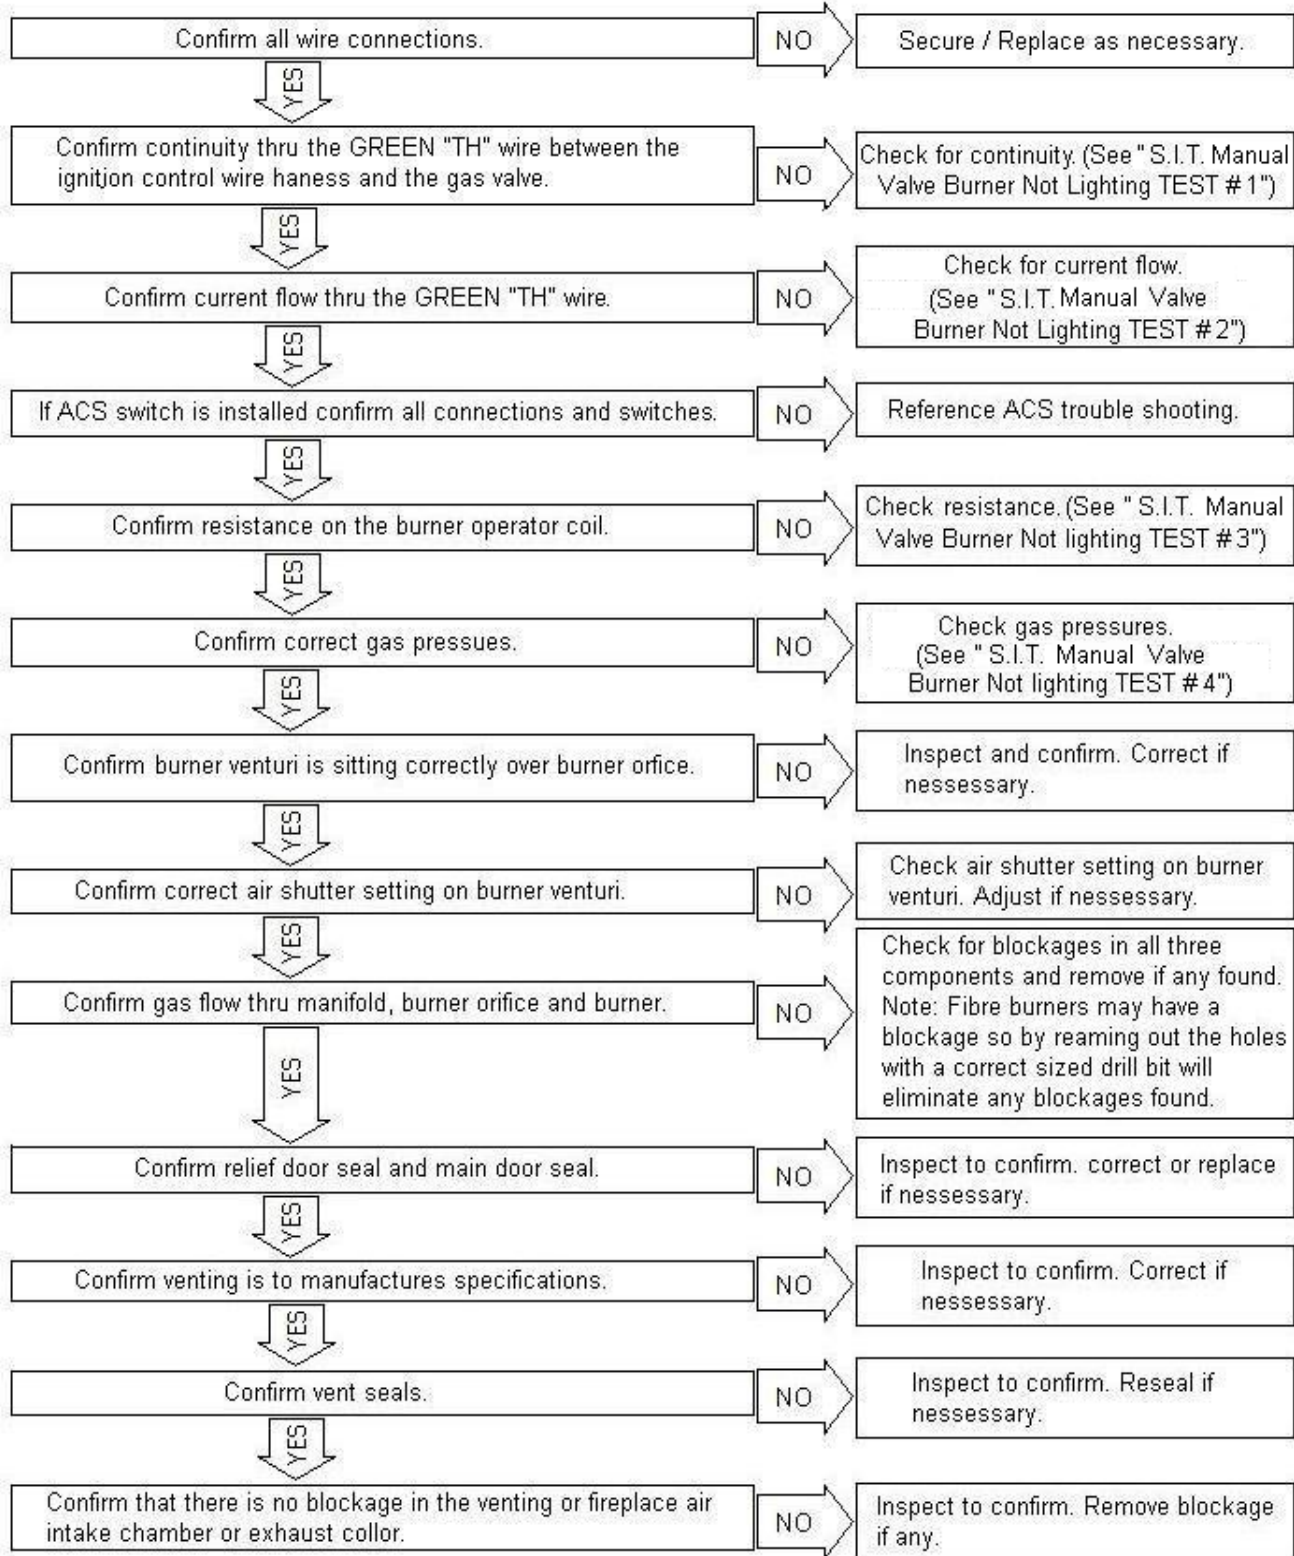 Confirm all wire connections.
NO
Secure / Replace as necessary.
YES
Confirm continuity thru the GREEN "TH" wire between the
ignition control wire haness and the gas valve.
NO
Check for continuity. (See " S.I.T. Manual
Valve Burner Not Lighting TEST # 1")
YES
Confirm current flow thru the GREEN "TH" wire.
NO
Check for current flow.
(See " S.I.T. Manual Valve
Burner Not Lighting TEST # 2")
YES
If ACS switch is installed confirm all connections and switches.
NO
Reference ACS trouble shooting.
YES
Confirm resistance on the burner operator coil.
NO
Check resistance. (See " S.I.T. Manual
Valve Burner Not lighting TEST # 3")
YES
Confirm correct gas pressues.
NO
Check gas pressures.
(See " S.I.T. Manual Valve
Burner Not lighting TEST # 4")
YES
Confirm burner venturi is sitting correctly over burner orfice.
NO
Inspect and confirm. Correct if
nessessary.
YES
Confirm correct air shutter setting on burner venturi.
NO
Check air shutter setting on burner
venturi. Adjust if nessessary.
YES
Confirm gas flow thru manifold, burner orifice and burner.
NO
Check for blockages in all three
components and remove if any found.
Note: Fibre burners may have a
blockage so by reaming out the holes
with a correct sized drill bit will
eliminate any blockages found.
YES
Confirm relief door seal and main door seal.
NO
Inspect to confirm. correct or replace
if nessessary.
YES
Confirm venting is to manufactures specifications.
NO
Inspect to confirm. Correct if
nessessary.
YES
Confirm vent seals.
NO
Inspect to confirm. Reseal if
nessessary.
YES
Confirm that there is no blockage in the venting or fireplace air
intake chamber or exhaust collor.
NO
Inspect to confirm. Remove blockage
if any.